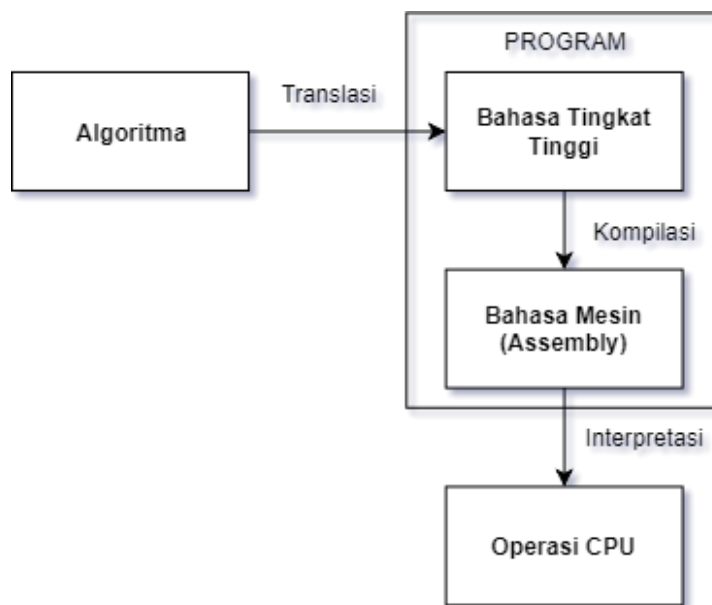 PROGRAM
Translasi
Algoritma
Bahasa Tingkat
Tinggi
Kompilasi
Bahasa Mesin
(Assembly)
Interpretasi
Operasi CPU